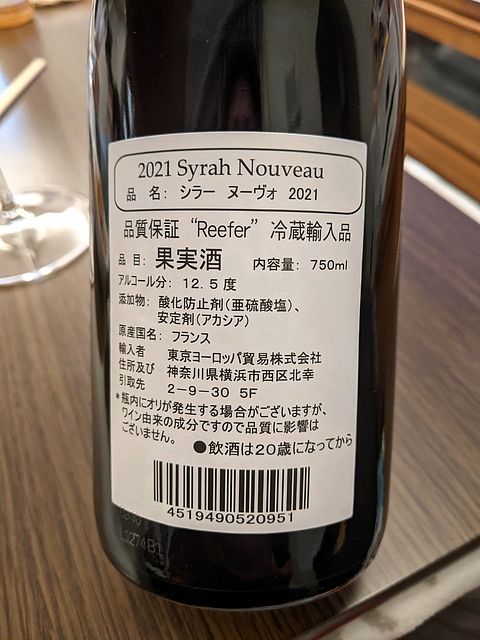 2021 Syrah Nouveau
品 名: シラー ヌーヴォ 2021
品質保証 “Reefer” 冷蔵輸入品
品目: 果実酒 内容量: 750ml
アルコール分: 12.5度
添加物: 酸化防止剤(亜硫酸塩)、
安定剤(アカシア)
原産国名: フランス
輸入者 東京ヨーロッパ貿易株式会社
住所及び 神奈川県横浜市西区北幸
引取先 2-9-30 5F
*瓶内にオリが発生する場合がございますが、
ワイン由来の成分ですので品質に影響は
ございません。
●飲酒は20歳になってから
4519490520951
L1274B1